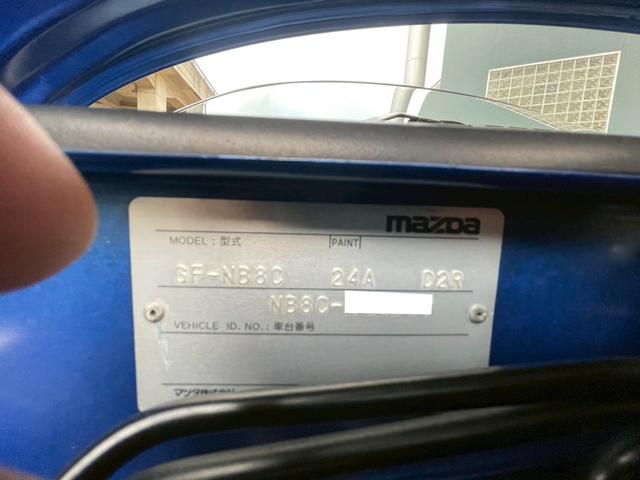 mazda
MODEL : 型式 PAINT
GF-NB8C 24A D2R
NB8C-
VEHICLE ID. NO. : 車台番号